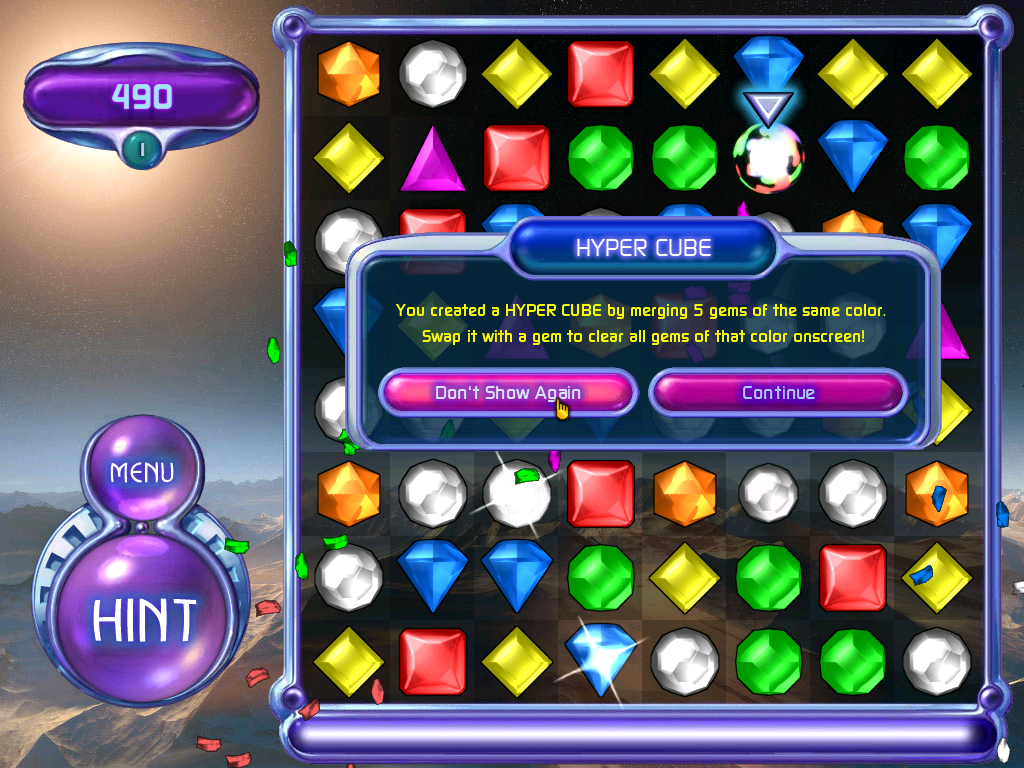 490
I
HYPER CUBE
You created a HYPER CUBE by merging 5 gems of the same color.
Swap it with a gem to clear all gems of that color onscreen!
Don't Show Again
Continue
MENU
HINT